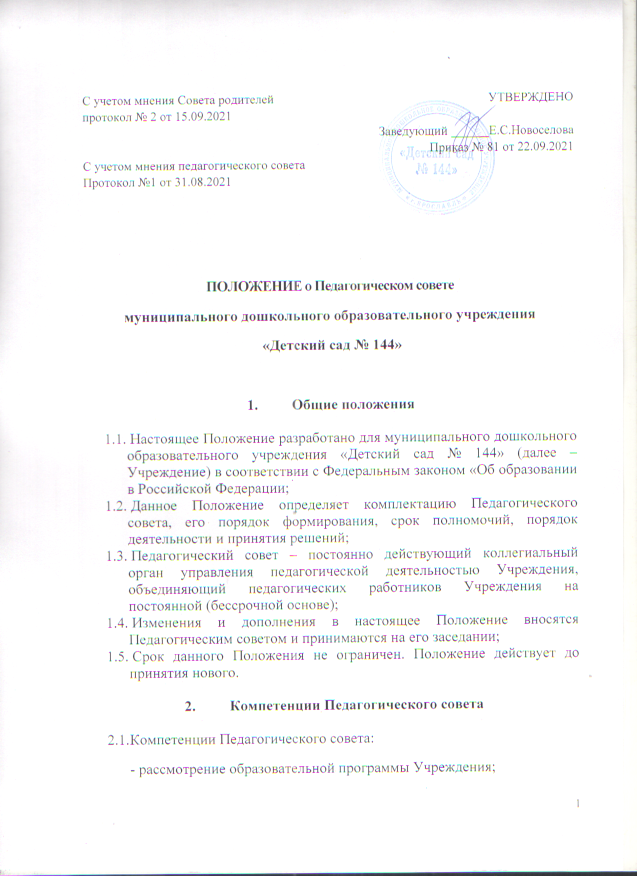 С учетом мнения Совета родителей
протокол № 2 от 15.09.2021
УТВЕРЖДЕНО
Заведующий Е.С.Новоселова
Приказ № 81 от 22.09.2021
«Детский сад
№ 144»
С учетом мнения педагогического совета
Протокол №1 от 31.08.2021
ПОЛОЖЕНИЕ о Педагогическом совете
муниципального дошкольного образовательного учреждения
«Детский сад № 144»
1. Общие положения
1.1. Настоящее Положение разработано для муниципального дошкольного
образовательного учреждения «Детский сад № 144» (далее –
Учреждение) в соответствии с Федеральным законом «Об образовании
в Российской Федерации;
1.2. Данное Положение определяет комплектацию Педагогического
совета, его порядок формирования, срок полномочий, порядок
деятельности и принятия решений;
1.3. Педагогический совет – постоянно действующий коллегиальный
орган управления педагогической деятельностью Учреждения,
объединяющий педагогических работников Учреждения на
постоянной (бессрочной основе);
1.4. Изменения и дополнения в настоящее Положение вносятся
Педагогическим советом и принимаются на его заседании;
1.5. Срок данного Положения не ограничен. Положение действует до
принятия нового.
2. Компетенции Педагогического совета
2.1.Компетенции Педагогического совета:
- рассмотрение образовательной программы Учреждения;
1